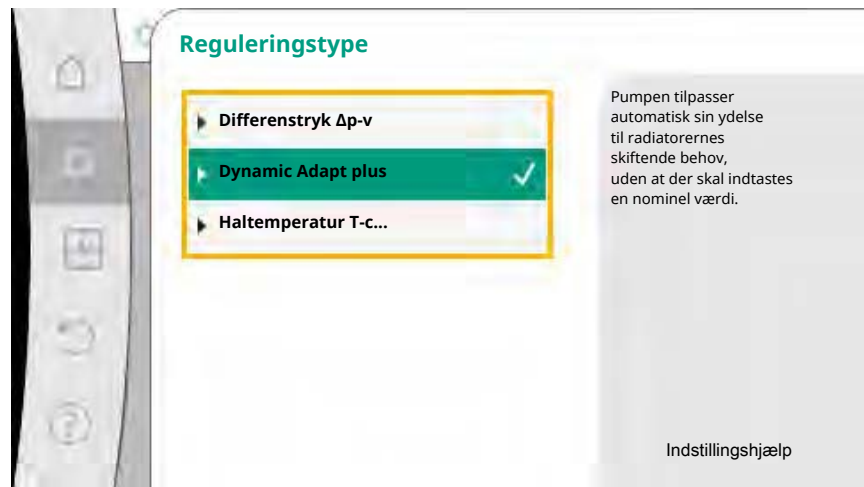 Reguleringstype
Differenstryk Δp-v
Dynamic Adapt plus
Haltemperatur T-c...
Pumpen tilpasser
automatisk sin ydelse
til radiatorernes
skiftende behov,
uden at der skal indtastes
en nominel værdi.
Indstillingshjælp